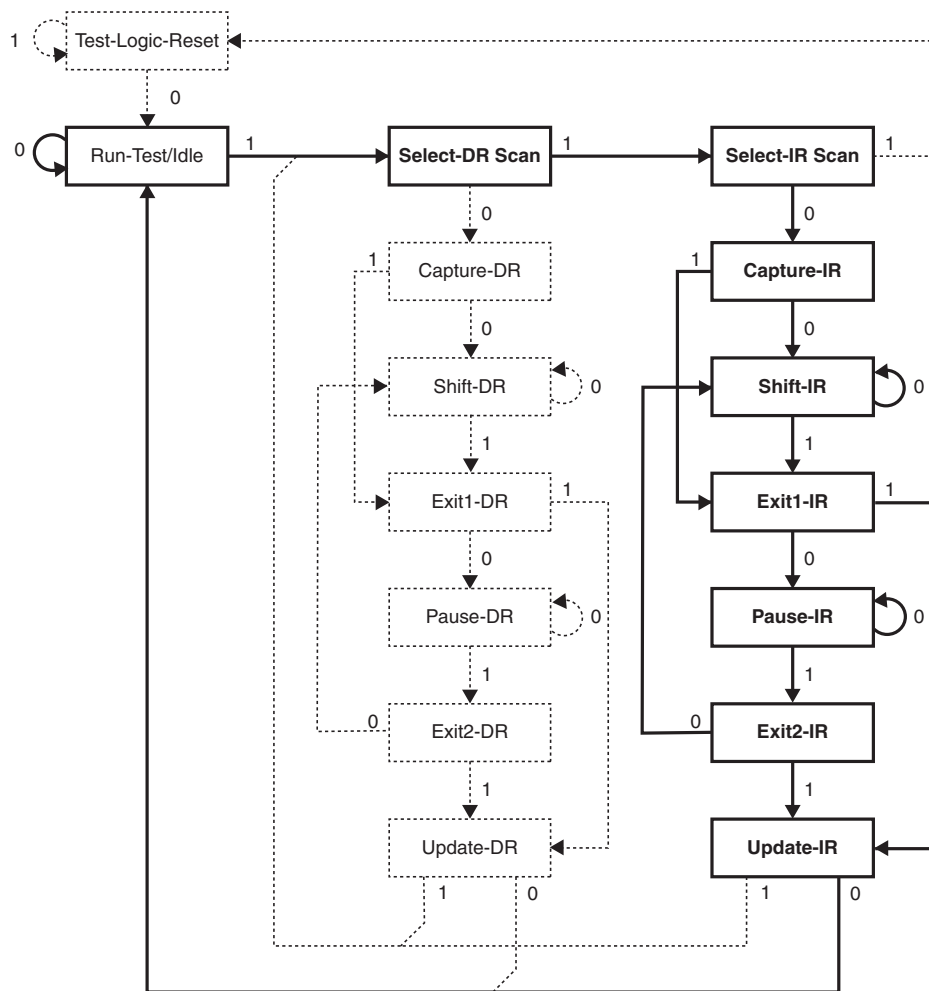 Test-Logic-Reset
1
0
0
Run-Test/Idle
1
Select-DR Scan
1
Select-IR Scan
1
0
0
1
Capture-DR
1
Capture-IR
0
0
Shift-DR
0
Shift-IR
0
1
1
Exit1-DR
1
Exit1-IR
1
0
0
Pause-DR
0
Pause-IR
0
1
1
0
Exit2-DR
0
Exit2-IR
1
1
Update-DR
Update-IR
1
0
1
0